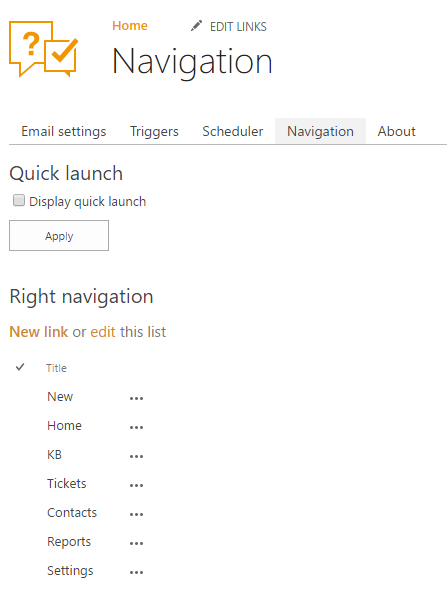 Home EDIT LINKS
Navigation
Email settings Triggers Scheduler Navigation About
Quick launch
Display quick launch
Apply
Right navigation
New link or edit this list
Title
New ...
Home ...
KB ...
Tickets ...
Contacts ...
Reports ...
Settings ...